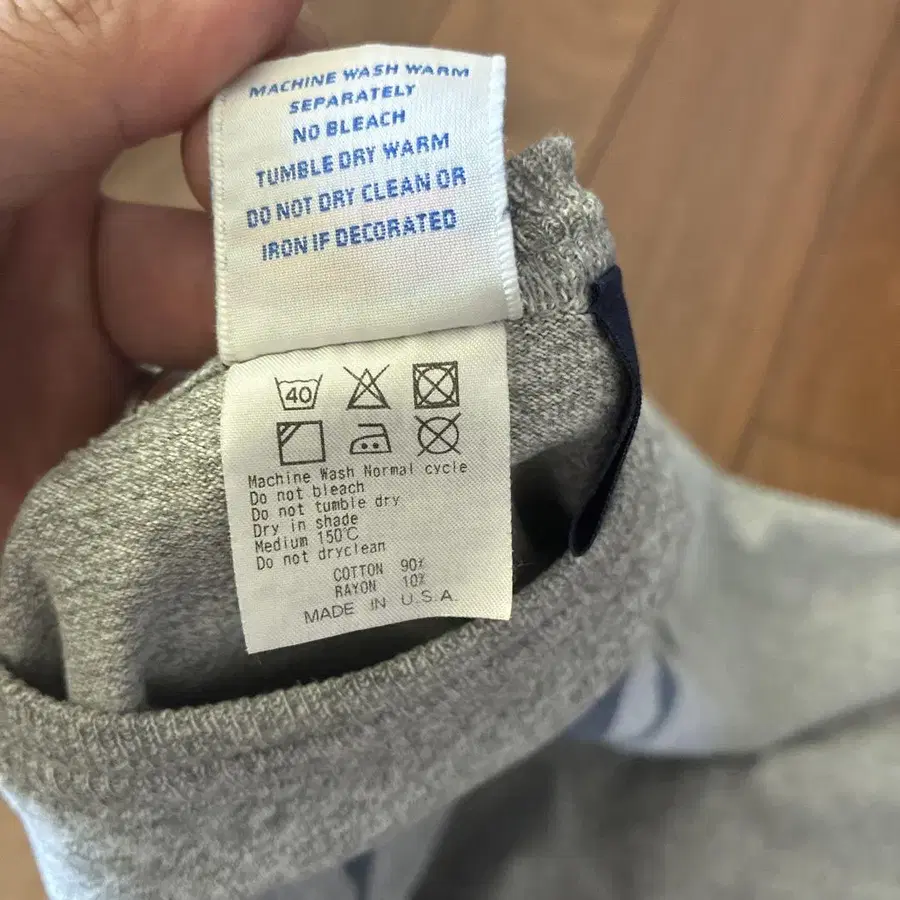 MACHINE WASH WARM
SEPARATELY
NO BLEACH
TUMBLE DRY WARM
DO NOT DRY CLEAN OR
IRON IF DECORATED
40
Machine Wash Normal cycle
Do not bleach
Do not tumble dry
Dry in shade
Medium 150℃
Do not dryclean
COTTON 90%
RAYON 10%
MADE IN U.S.A.